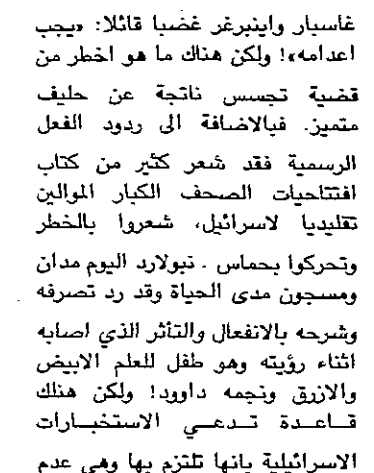 غاسبار واينبرغر غضبا قائلا: «يجب
اعدامه»! ولكن هناك ما هو اخطر من
قضية تجسس ناتجة عن حليف
متميز. فبالاضافة الى ردود الفعل
الرسمية فقد شعر كثير من كتاب
افتتاحيات الصحف الكبار الموالين
تقليديا لاسرائيل، شعروا بالخطر
وتحركوا بحماس . نبولارد اليوم مدان
ومسجون مدى الحياة وقد رد تصرفه
وشرحه بالانفعال والتأثر الذي اصابه
اثناء رؤيته وهو طفل للعلم الابيض
والازرق ونجمه داوود! ولكن هنلك
قاعدة تدعي الاستخبارات
الاسرائيلية بانها تلتزم بها وهي عدم